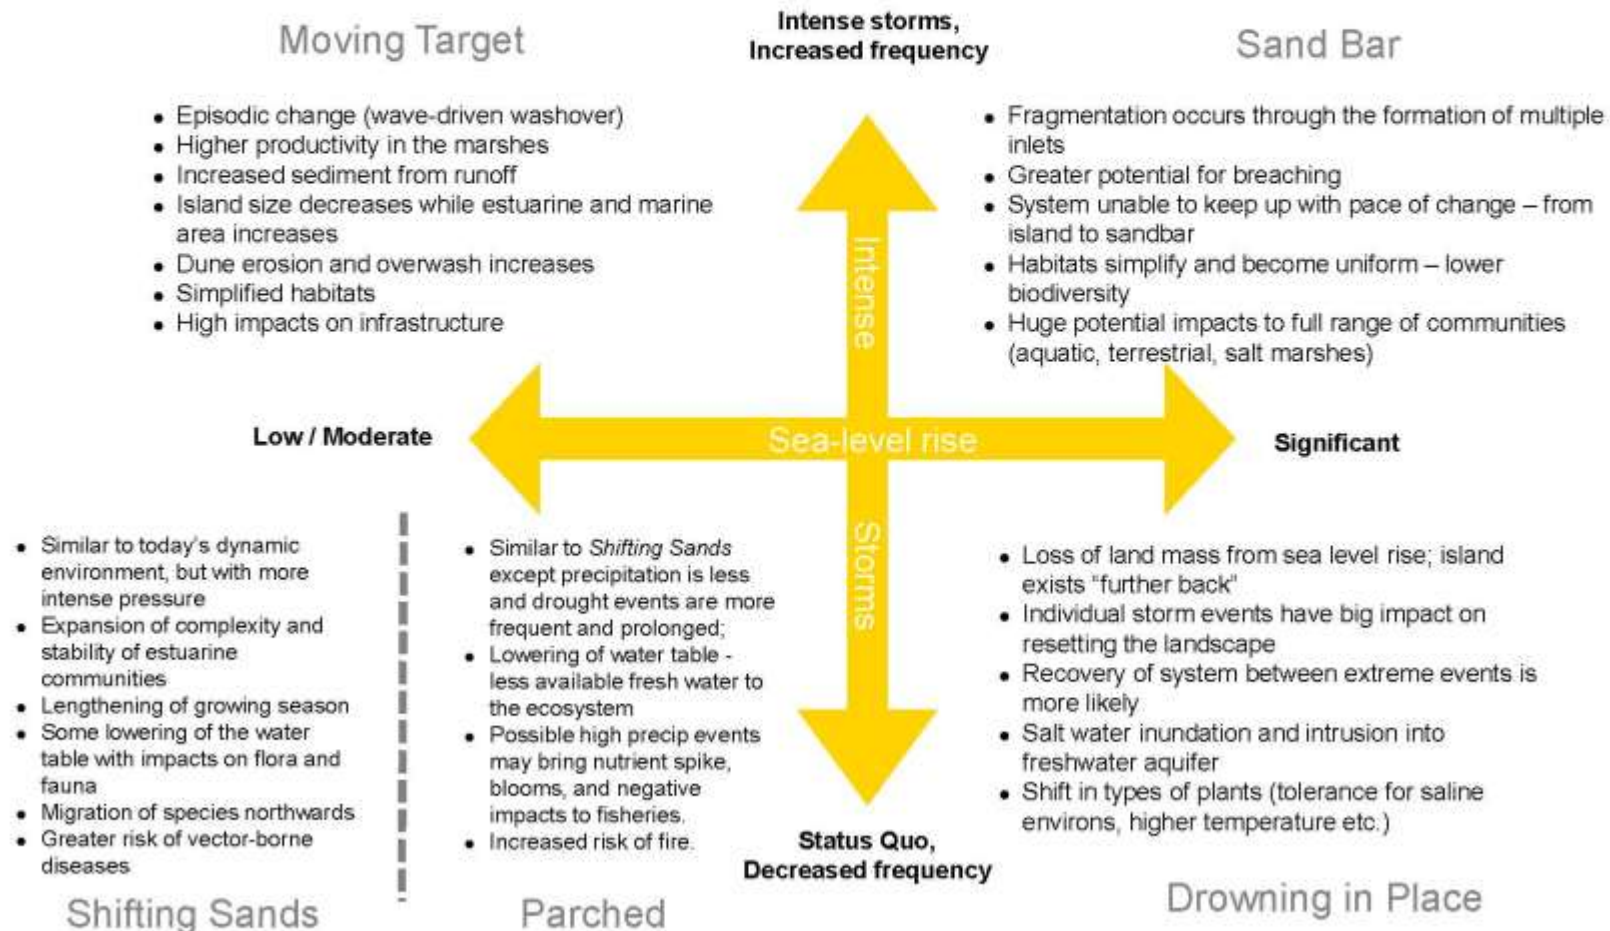 Moving Target
Intense storms,
Increased frequency
Sand Bar
• Episodic change (wave-driven washover)
• Higher productivity in the marshes
• Increased sediment from runoff
• Island size decreases while estuarine and marine
area increases
• Dune erosion and overwash increases
• Simplified habitats
• High impacts on infrastructure
• Fragmentation occurs through the formation of multiple
inlets
• Greater potential for breaching
• System unable to keep up with pace of change – from
island to sandbar
• Habitats simplify and become uniform – lower
biodiversity
• Huge potential impacts to full range of communities
(aquatic, terrestrial, salt marshes)
Intense
Low / Moderate
Sea-level rise
Significant
Storms
• Similar to today's dynamic
environment, but with more
intense pressure
• Expansion of complexity and
stability of estuarine
communities
• Lengthening of growing season
• Some lowering of the water
table with impacts on flora and
fauna
• Migration of species northwards
• Greater risk of vector-borne
diseases
Shifting Sands
• Similar to Shifting Sands
except precipitation is less
and drought events are more
frequent and prolonged;
• Lowering of water table -
less available fresh water to
the ecosystem
• Possible high precip events
may bring nutrient spike,
blooms, and negative
impacts to fisheries.
• Increased risk of fire.
Parched
Status Quo,
Decreased frequency
• Loss of land mass from sea level rise; island
exists "further back"
• Individual storm events have big impact on
resetting the landscape
• Recovery of system between extreme events is
more likely
• Salt water inundation and intrusion into
freshwater aquifer
• Shift in types of plants (tolerance for saline
environs, higher temperature etc.)
Drowning in Place